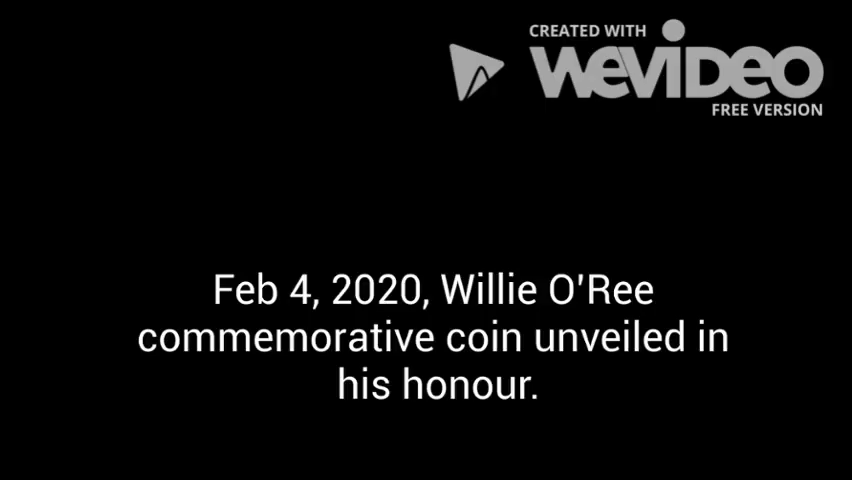 CREATED WITH
WEVIDEO
FREE VERSION
Feb 4, 2020, Willie O'Ree
commemorative coin unveiled in
his honour.